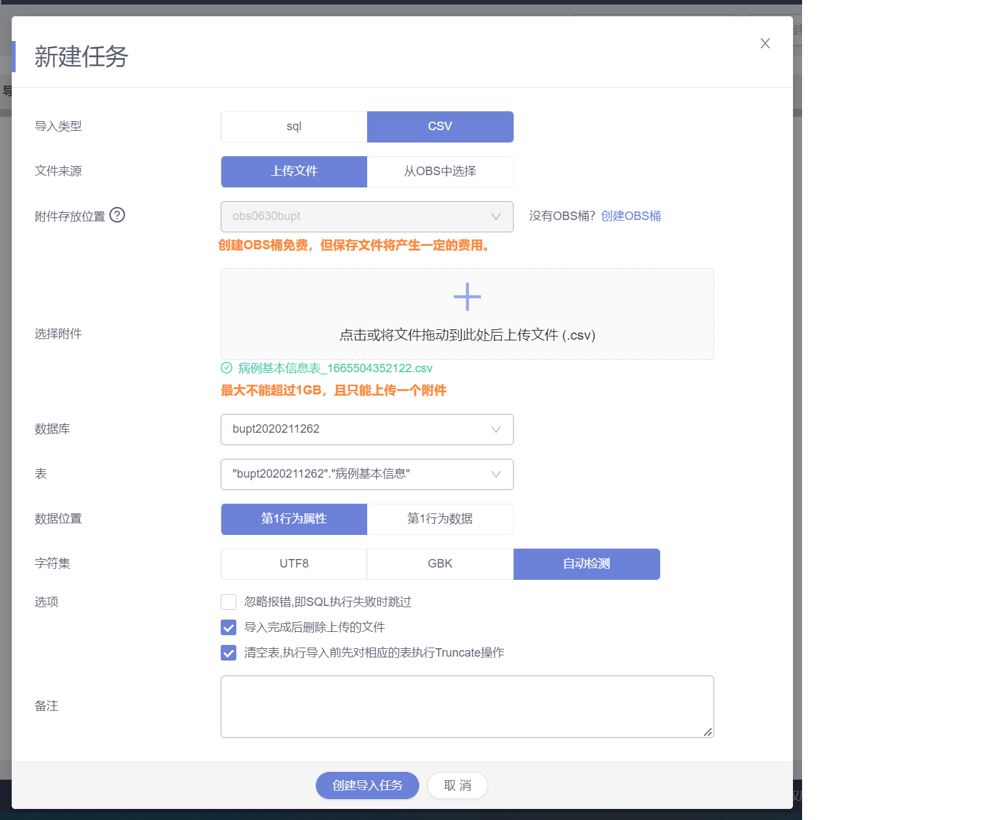 新建任务
导入类型
sql
CSV
文件来源
上传文件
从OBS中选择
附件存放位置
obs0630bupt
没有OBS桶？创建OBS桶
创建OBS桶免费，但保存文件将产生一定的费用。
选择附件
点击或将文件拖动到此处后上传文件 (.csv)
病例基本信息表_1665504352122.csv
最大不能超过1GB，且只能上传一个附件
数据库
bupt2020211262
表
"bupt2020211262"."病例基本信息"
数据位置
第1行为属性
第1行为数据
字符集
UTF8
GBK
自动检测
选项
忽略报错,即SQL执行失败时跳过
导入完成后删除上传的文件
清空表,执行导入前先对相应的表执行Truncate操作
备注
创建导入任务
取 消